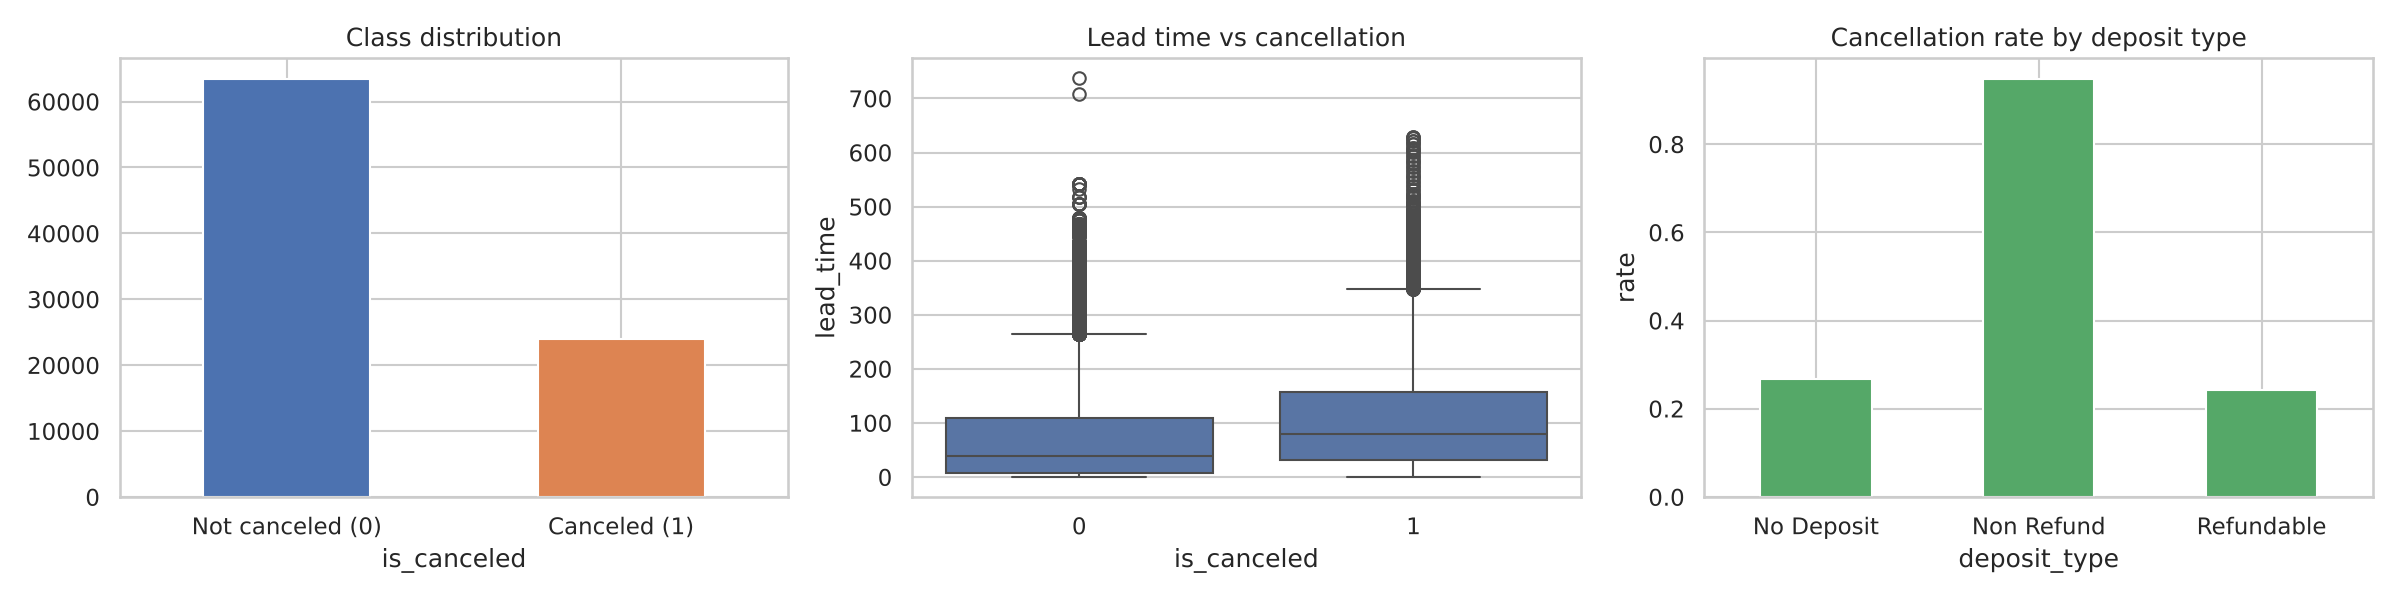 Class distribution
60000
50000
40000
30000
20000
10000
0
Not canceled (0) Canceled (1)
is_canceled
Lead time vs cancellation
lead_time
700
600
500
400
300
200
100
0
0 1
is_canceled
Cancellation rate by deposit type
rate
0.8
0.6
0.4
0.2
0.0
No Deposit Non Refund Refundable
deposit_type